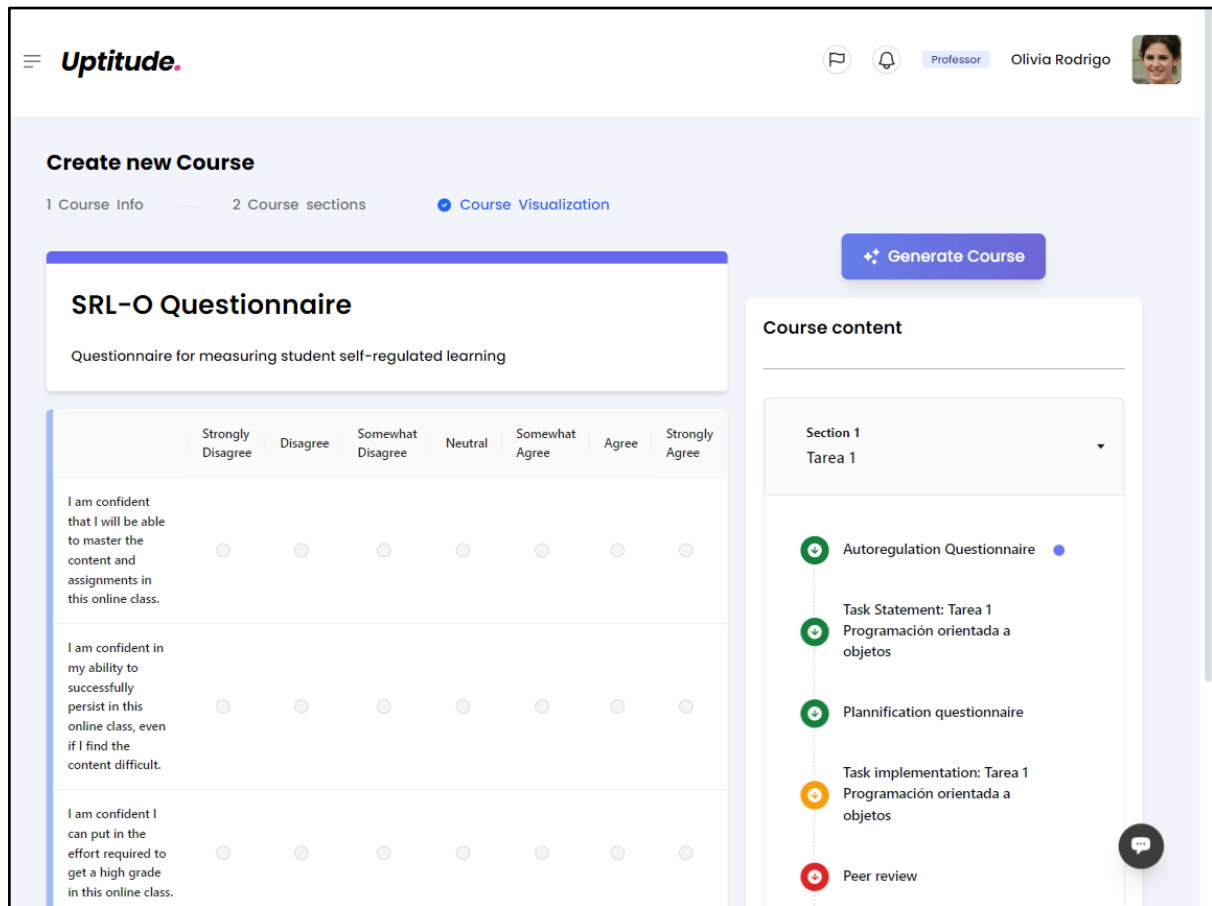 Uptitude.
Professor
Olivia Rodrigo
Create new Course
1 Course Info
2 Course sections
Course Visualization
Generate Course
SRL-O Questionnaire
Questionnaire for measuring student self-regulated learning
Strongly
Disagree
Disagree
Somewhat
Disagree
Neutral
Somewhat
Agree
Agree
Strongly
Agree
I am confident
that I will be able
to master the
content and
assignments in
this online class.
I am confident in
my ability to
successfully
persist in this
online class, even
if I find the
content difficult.
I am confident I
can put in the
effort required to
get a high grade
in this online class.
Course content
Section 1
Tarea 1
Autoregulation Questionnaire
Task Statement: Tarea 1
Programación orientada a
objetos
Plannification questionnaire
Task implementation: Tarea 1
Programación orientada a
objetos
Peer review